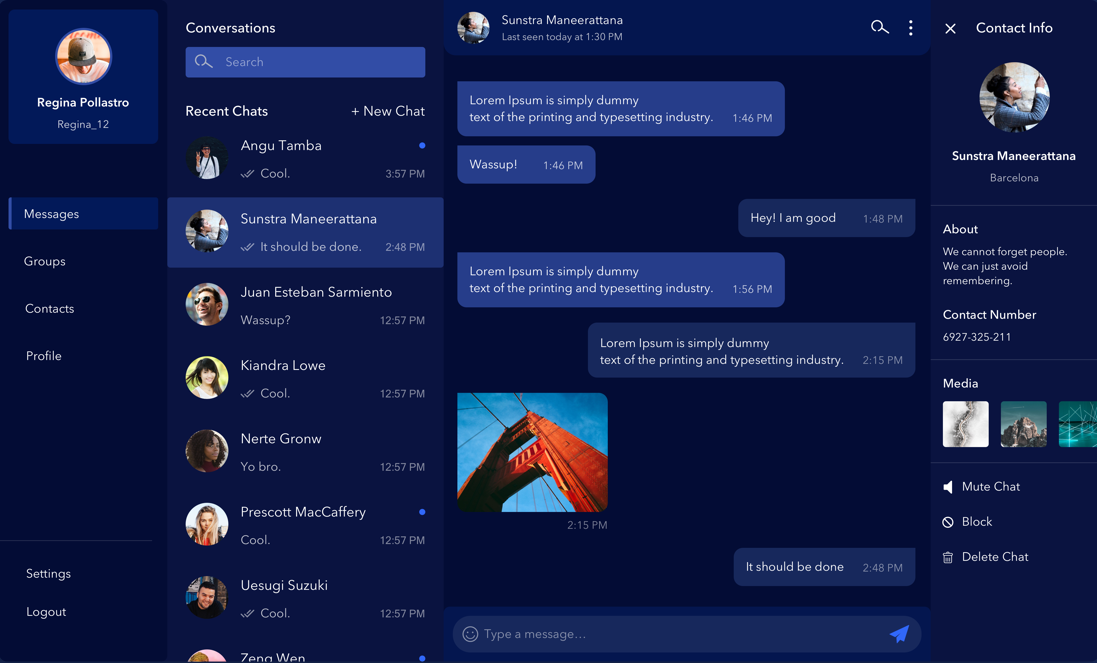 Regina Pollastro
Regina_12
Messages
Groups
Contacts
Profile
Settings
Logout
Conversations
Search
Recent Chats
+ New Chat
Angu Tamba
Cool.
3:57 PM
Sunstra Maneerattana
It should be done.
2:48 PM
Juan Esteban Sarmiento
Wassup?
12:57 PM
Kiandra Lowe
Cool.
12:57 PM
Nerte Gronw
Yo bro.
12:57 PM
Prescott MacCaffery
Cool.
12:57 PM
Uesugi Suzuki
Cool.
12:57 PM
Zeng Wen
Sunstra Maneerattana
Last seen today at 1:30 PM
Lorem Ipsum is simply dummy
text of the printing and typesetting industry.
1:46 PM
Wassup!
1:46 PM
Hey! I am good
1:48 PM
Lorem Ipsum is simply dummy
text of the printing and typesetting industry.
1:56 PM
Lorem Ipsum is simply dummy
text of the printing and typesetting industry.
2:15 PM
2:15 PM
It should be done
2:48 PM
Type a message...
Contact Info
Sunstra Maneerattana
Barcelona
About
We cannot forget people.
We can just avoid
remembering.
Contact Number
6927-325-211
Media
Mute Chat
Block
Delete Chat